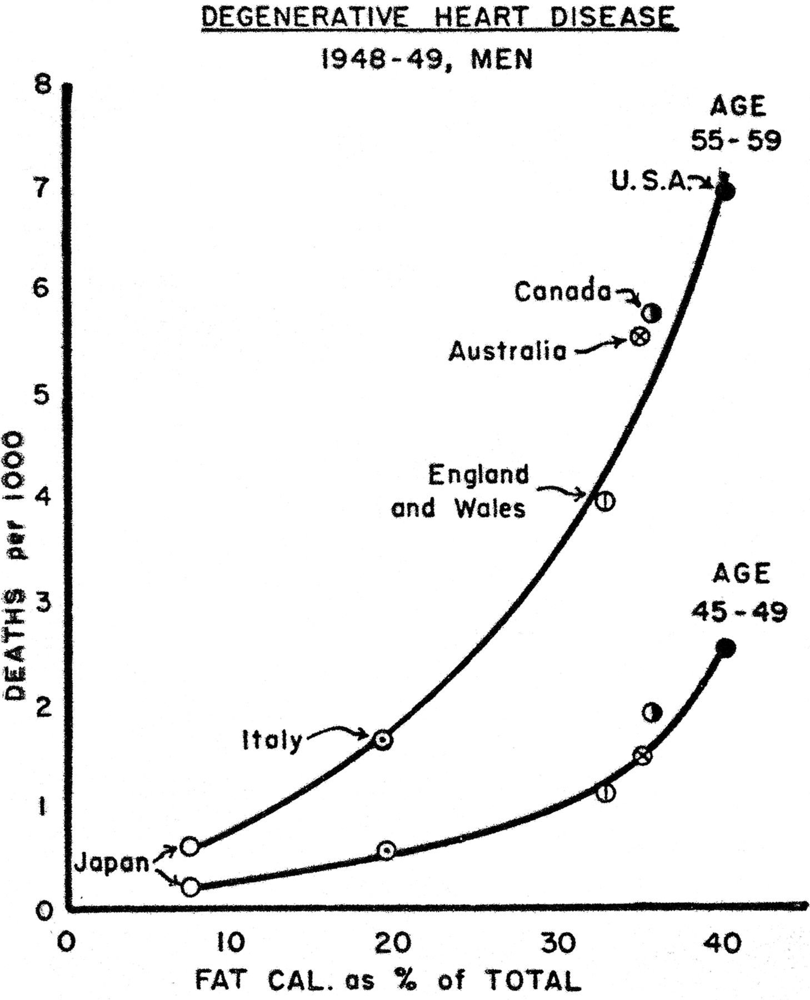 DEGENERATIVE HEART DISEASE
1948-49, MEN
8
7
6
5
4
3
2
1
0
DEATHS per 1000
AGE
55-59
U.S.A.
Canada
Australia
England
and Wales
AGE
45-49
Italy
Japan
0 10 20 30 40
FAT CAL. as % of TOTAL